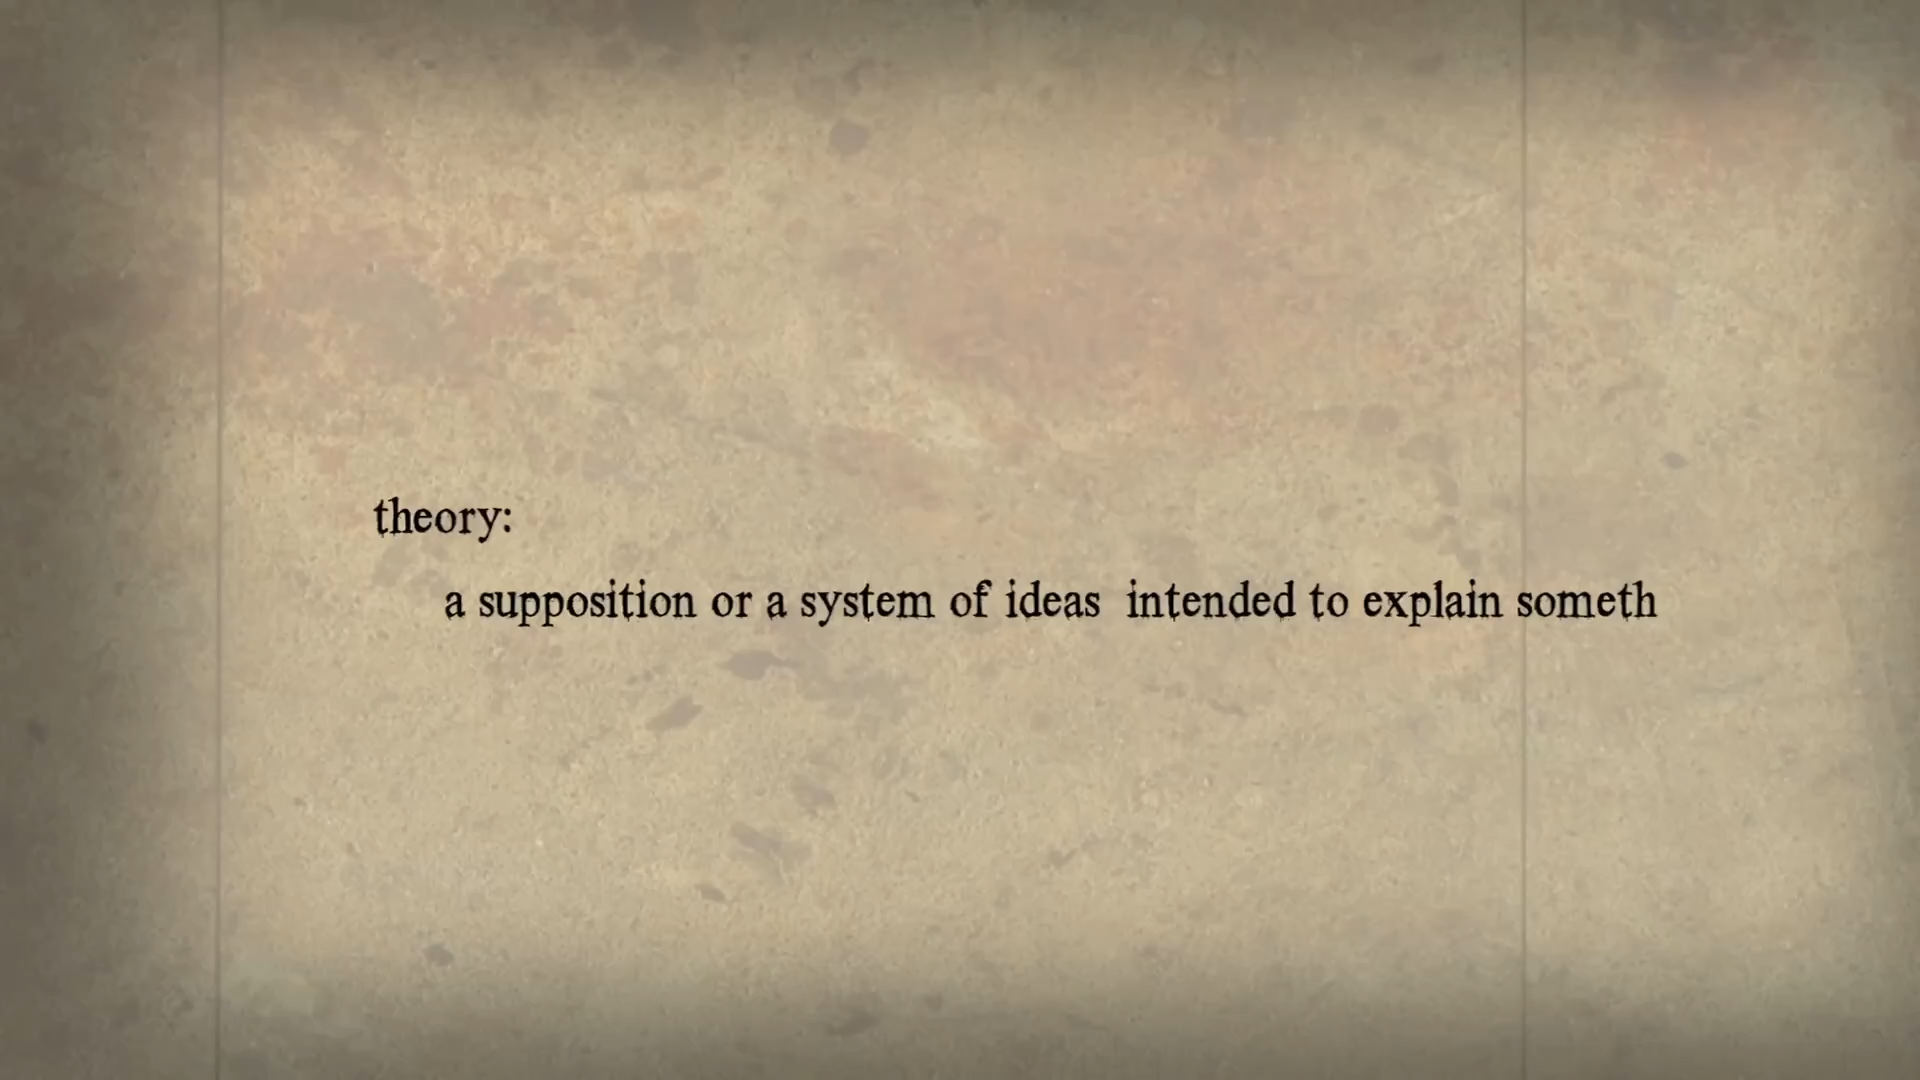 theory:
a supposition or a system of ideas  intended to explain someth